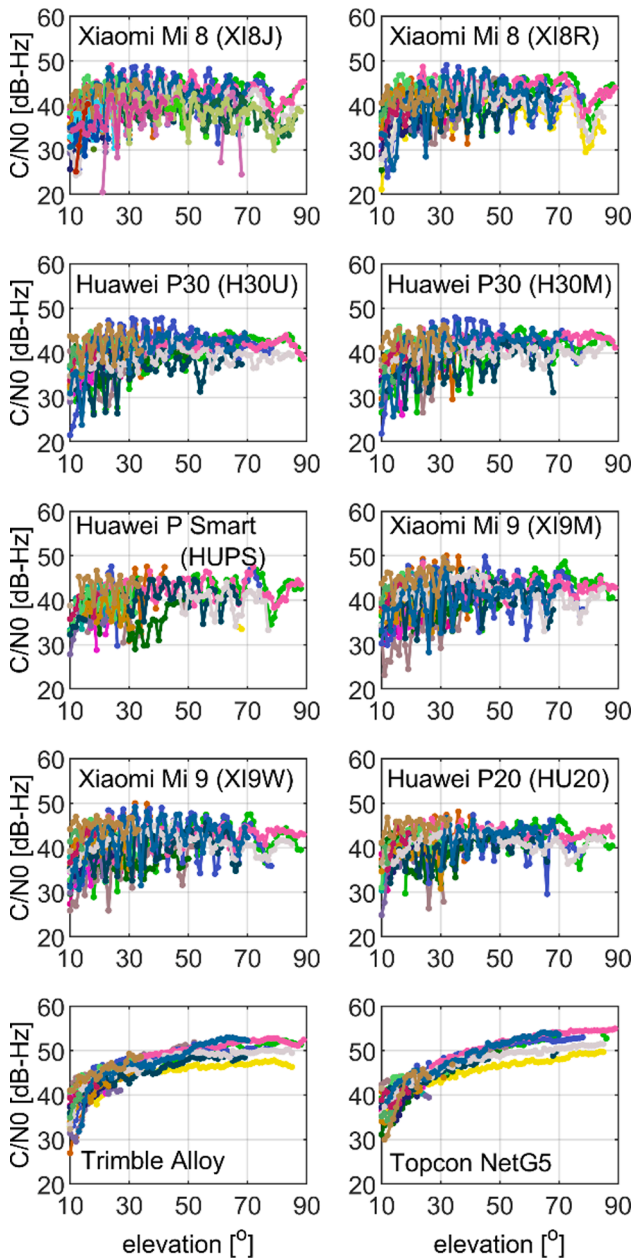 Xiaomi Mi 8 (XI8J)
Xiaomi Mi 8 (XI8R)
C/N0 [dB-Hz]
50
40
30
20
10 30 50 70 90
10 30 50 70 90
60
50
40
30
20
Huawei P30 (H30U)
Huawei P30 (H30M)
C/N0 [dB-Hz]
60
50
40
30
20
10 30 50 70 90
60
50
40
30
20
10 30 50 70 90
Huawei P Smart
(HUPS)
Xiaomi Mi 9 (XI9M)
C/N0 [dB-Hz]
60
50
40
30
20
10 30 50 70 90
60
50
40
30
20
10 30 50 70 90
Xiaomi Mi 9 (XI9W)
Huawei P20 (HU20)
C/N0 [dB-Hz]
60
50
40
30
20
10 30 50 70 90
60
50
40
30
20
10 30 50 70 90
C/N0 [dB-Hz]
60
50
40
30
20
Trimble Alloy
10 30 50 70 90
elevation [°]
60
50
40
30
20
Topcon NetG5
10 30 50 70 90
elevation [°]